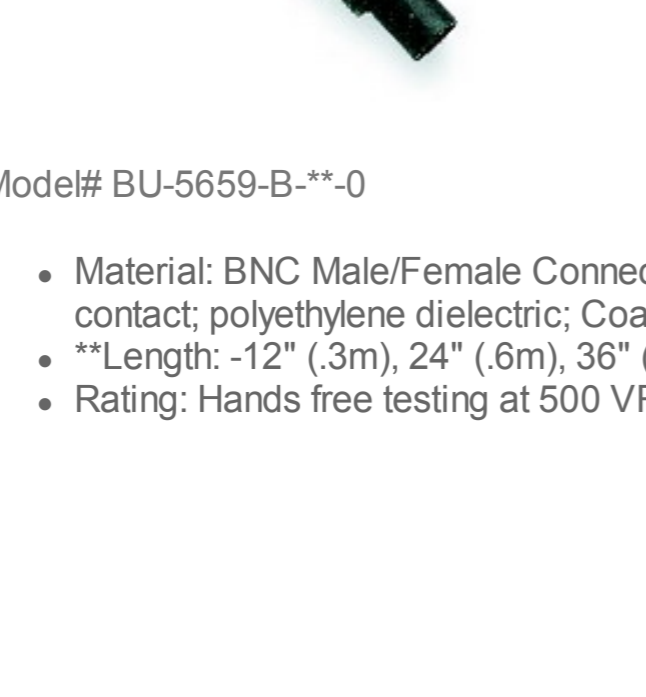 Model# BU-5659-B-**-0
Material: BNC Male/Female
contact; polyethylene dielectric;
**Length: -12" (.3m), 24" (.6m), 36"
Rating: Hands free testing at 500